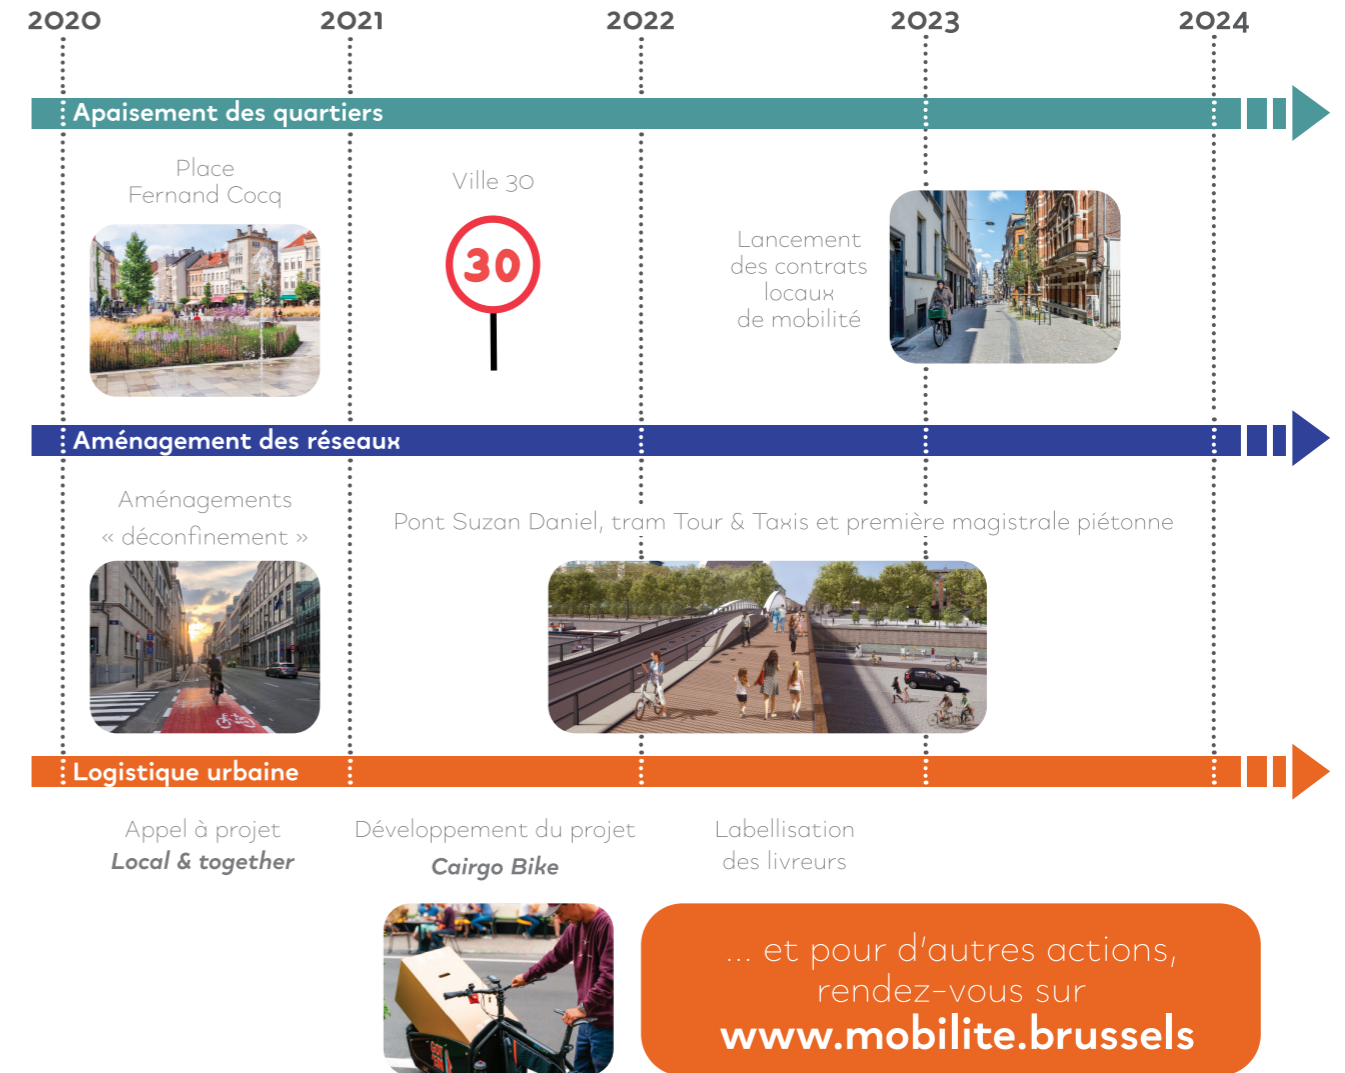 2020 2021 2022 2023 2024
Apaisement des quartiers
Place
Fernand Cocq
Ville 30
30
Lancement
des contrats
locaux
de mobilité
Aménagement des réseaux
Aménagements
« déconfinement »
Pont Suzan Daniel, tram Tour & Taxis et première magistrale piétonne
Logistique urbaine
Appel à projet
Local & together
Développement du projet
Cairgo Bike
Labellisation
des livreurs
... et pour d'autres actions,
rendez-vous sur
www.mobilite.brussels